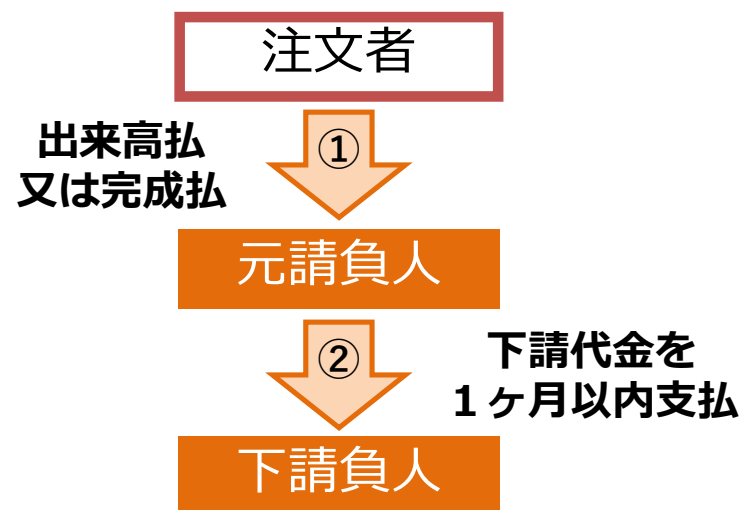 注文者
出来高払
又は完成払
①
元請負人
②
下請代金を
１ヶ月以内支払
下請負人